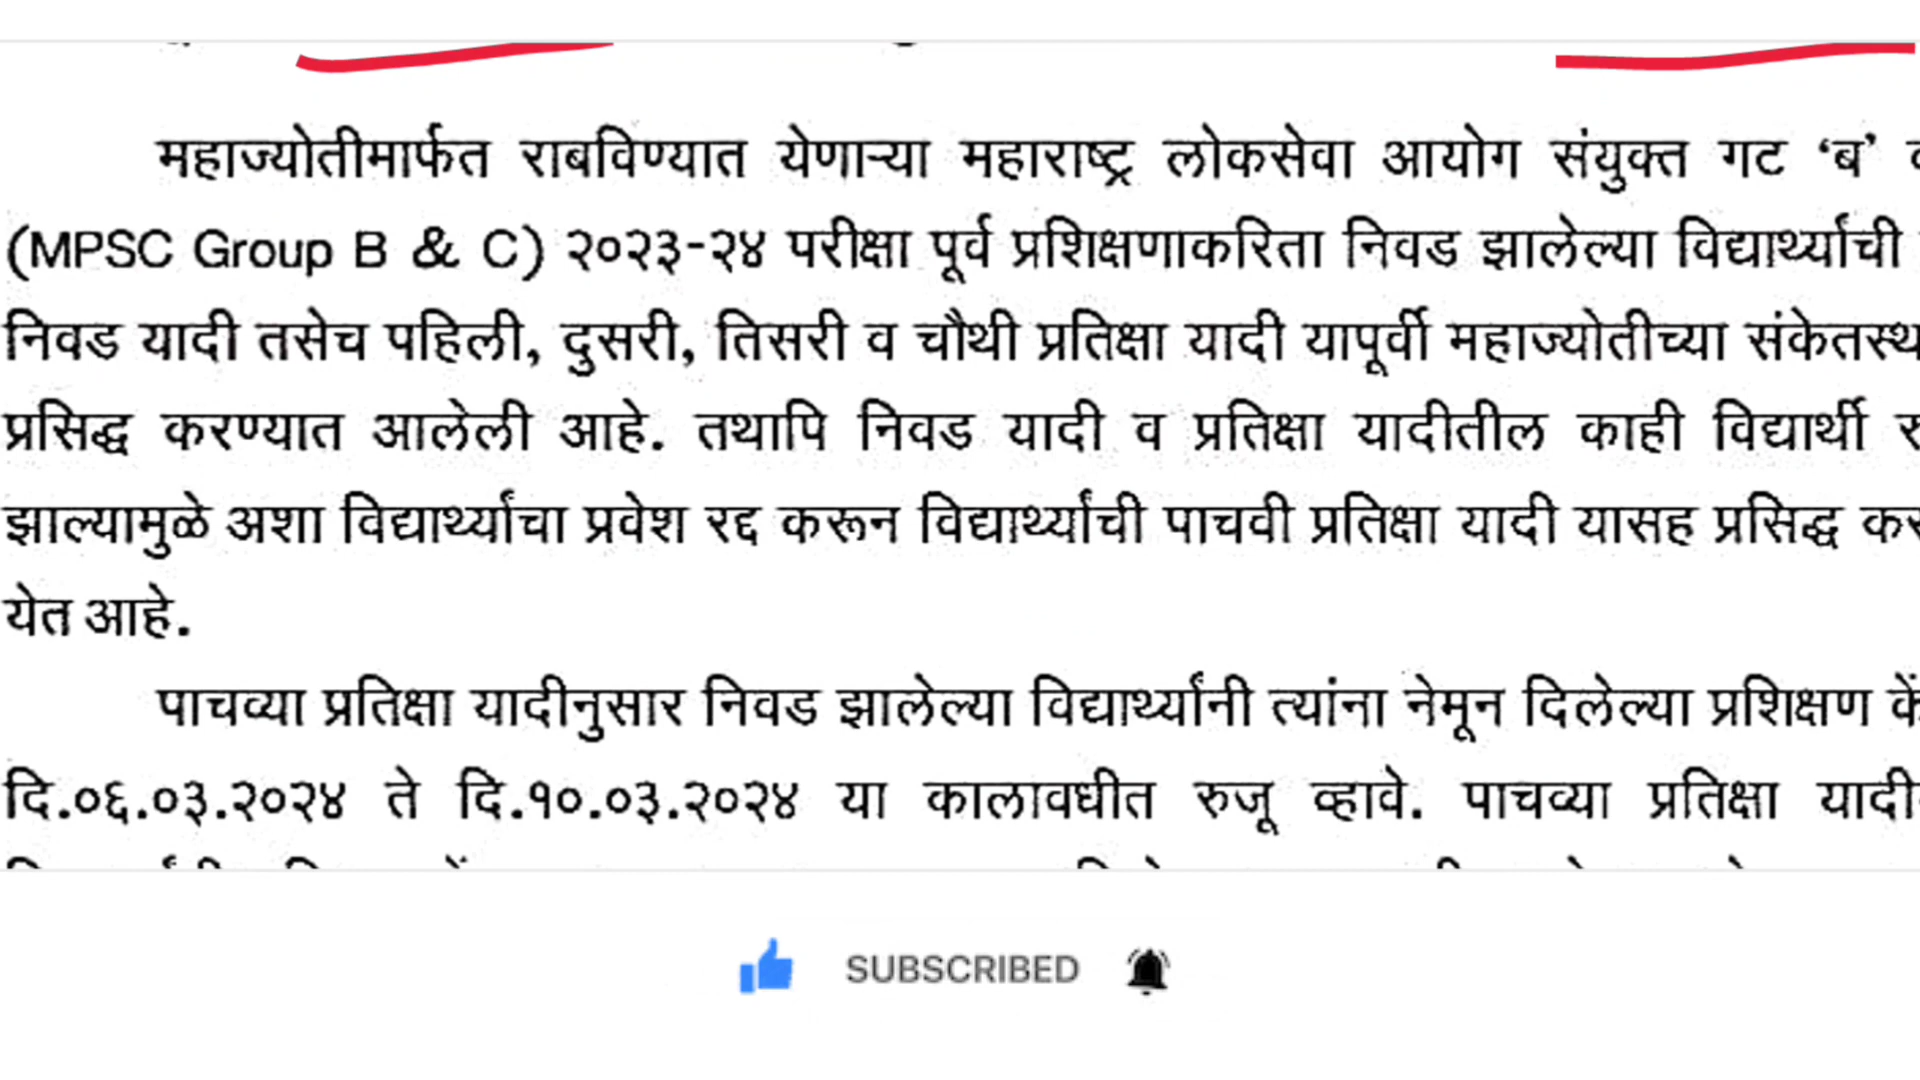 महाज्योतीमार्फत राबविण्यात येणाऱ्या महाराष्ट्र लोकसेवा आयोग संयुक्त गट ‘ब’
(MPSC Group B & C) २०२३-२४ परीक्षा पूर्व प्रशिक्षणाकरिता निवड झालेल्या विद्यार्थ्यांची
निवड यादी तसेच पहिली, दुसरी, तिसरी व चौथी प्रतिक्षा यादी यापूर्वी महाज्योतीच्या
प्रसिद्ध करण्यात आलेली आहे. तथापि निवड यादी व प्रतिक्षा यादीतील काही विद्यार्थी
झाल्यामुळे अशा विद्यार्थ्यांचा प्रवेश रद्द करून विद्यार्थ्यांची पाचवी प्रतिक्षा यादी यासह प्रसिद्ध
येत आहे.
पाचव्या प्रतिक्षा यादीनुसार निवड झालेल्या विद्यार्थ्यांनी त्यांना नेमून दिलेल्या प्रशिक्षण
दि.०६.०३.२०२४ ते दि.१०.०३.२०२४ या कालावधीत रुजू व्हावे. पाचव्या प्रतिक्षा
SUBSCRIBED